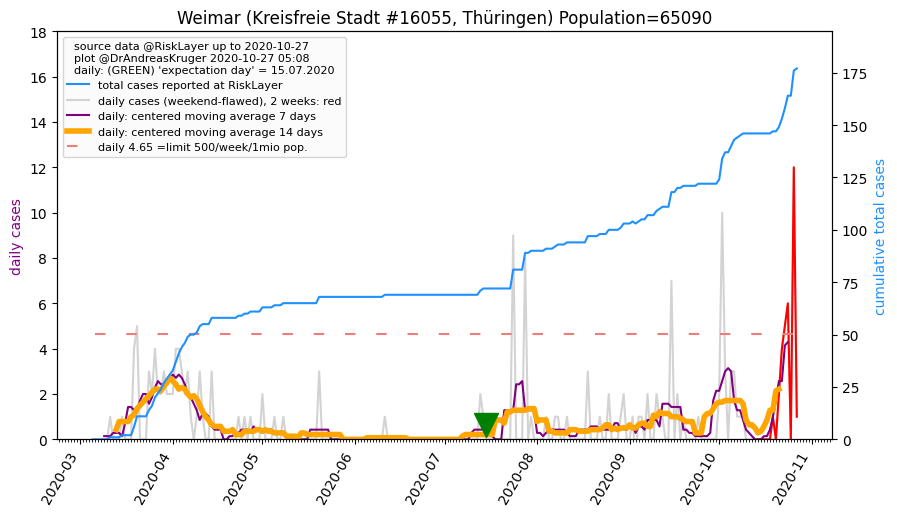 Weimar (Kreisfreie Stadt #16055, Thüringen) Population=65090
source data @RiskLayer up to 2020-10-27
plot @DrAndreasKruger 2020-10-27 05:08
daily: (GREEN) 'expectation day' = 15.07.2020
total cases reported at RiskLayer
daily cases (weekend-flawed), 2 weeks: red
daily: centered moving average 7 days
daily: centered moving average 14 days
daily 4.65 =limit 500/week/1mio pop.
daily cases
18
16
14
12
10
8
6
4
2
0
cumulative total cases
175
150
125
100
75
50
25
0
2020-03
2020-04
2020-05
2020-06
2020-07
2020-08
2020-09
2020-10
2020-11